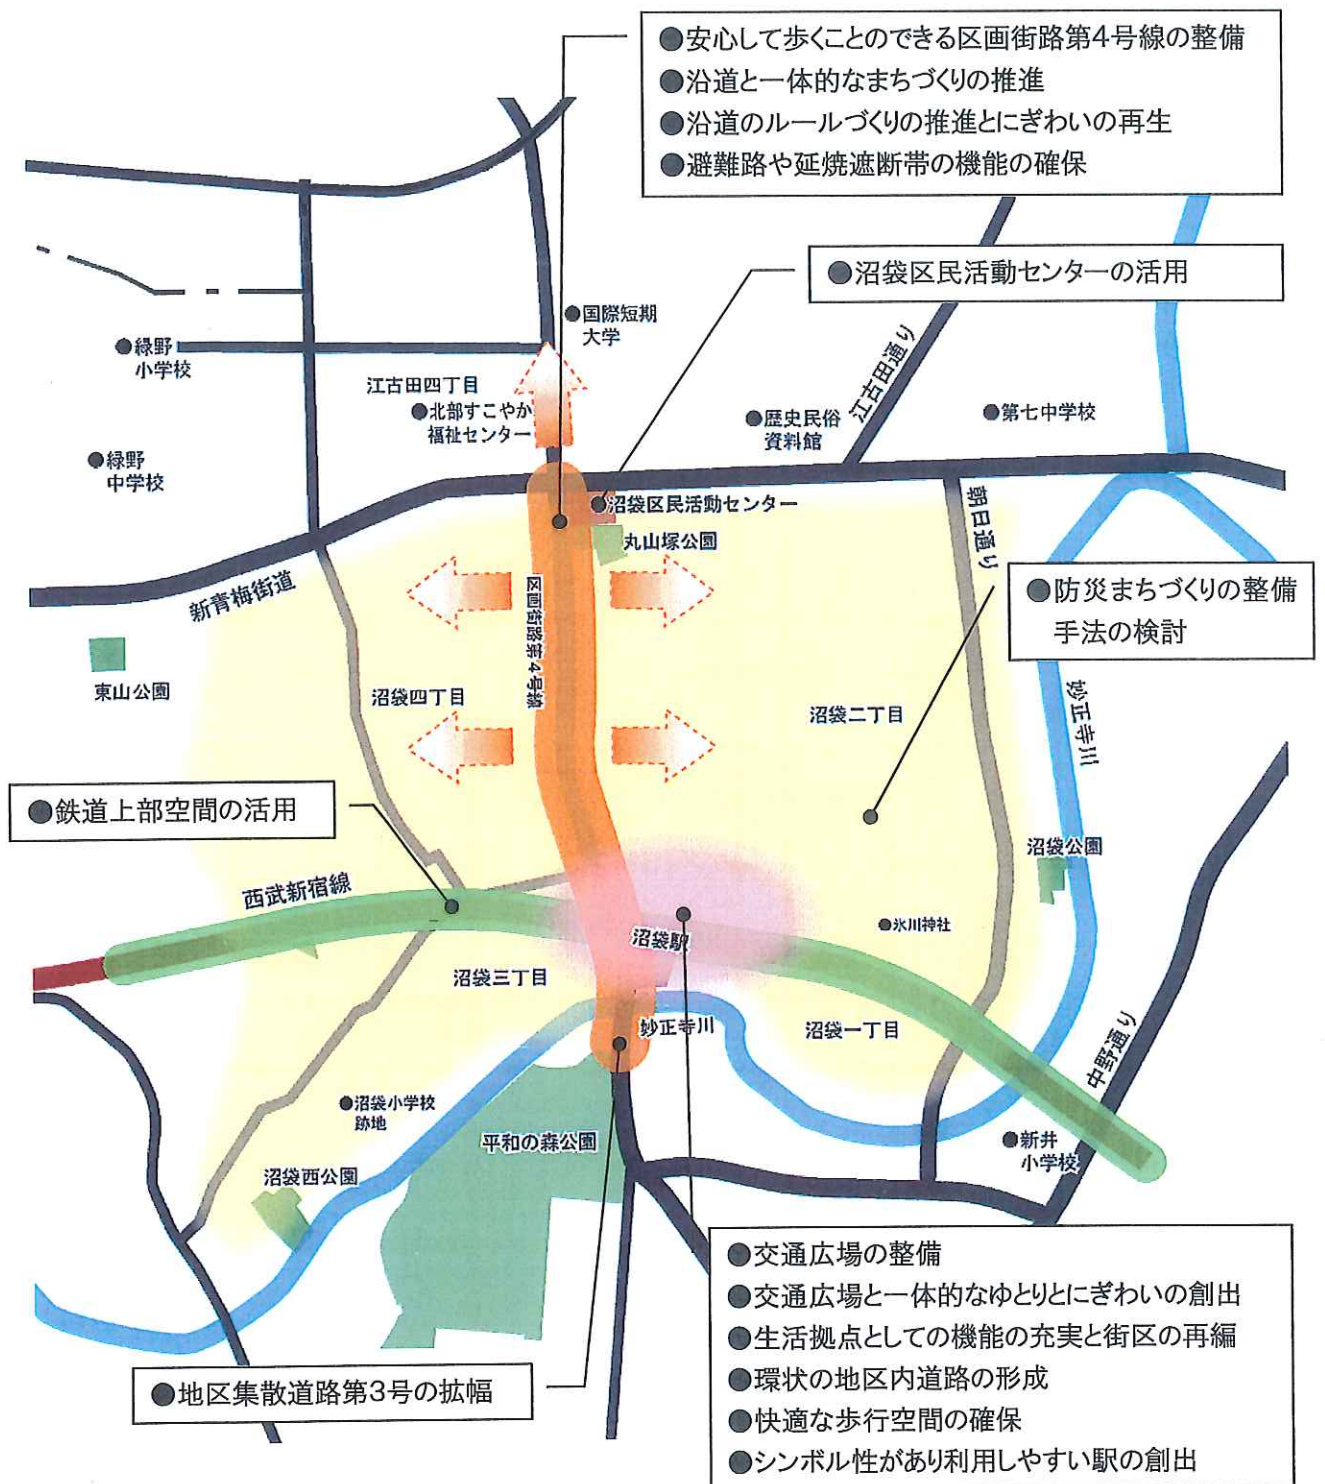 ●安心して歩くことのできる区画街路第4号線の整備
●沿道と一体的なまちづくりの推進
●沿道のルールづくりの推進とにぎわいの再生
●避難路や延焼遮断帯の機能の確保
●沼袋区民活動センターの活用
●国際短期
大学
●緑野
小学校
江古田四丁目
●北部すこやか
福祉センター
江古田通り
●歴史民俗
資料館
●第七中学校
●緑野
中学校
●沼袋区民活動センター
丸山塚公園
朝日通り
新青梅街道
区画街路第4号線
●防災まちづくりの整備
手法の検討
東山公園
沼袋四丁目
沼袋二丁目
妙正寺川
●鉄道上部空間の活用
沼袋公園
西武新宿線
●氷川神社
沼袋駅
沼袋三丁目
妙正寺川
沼袋一丁目
中野通り
●沼袋小学校
跡地
平和の森公園
●新井
小学校
沼袋西公園
●交通広場の整備
●交通広場と一体的なゆとりとにぎわいの創出
●生活拠点としての機能の充実と街区の再編
●環状の地区内道路の形成
●快適な歩行空間の確保
●シンボル性があり利用しやすい駅の創出
●地区集散道路第3号の拡幅